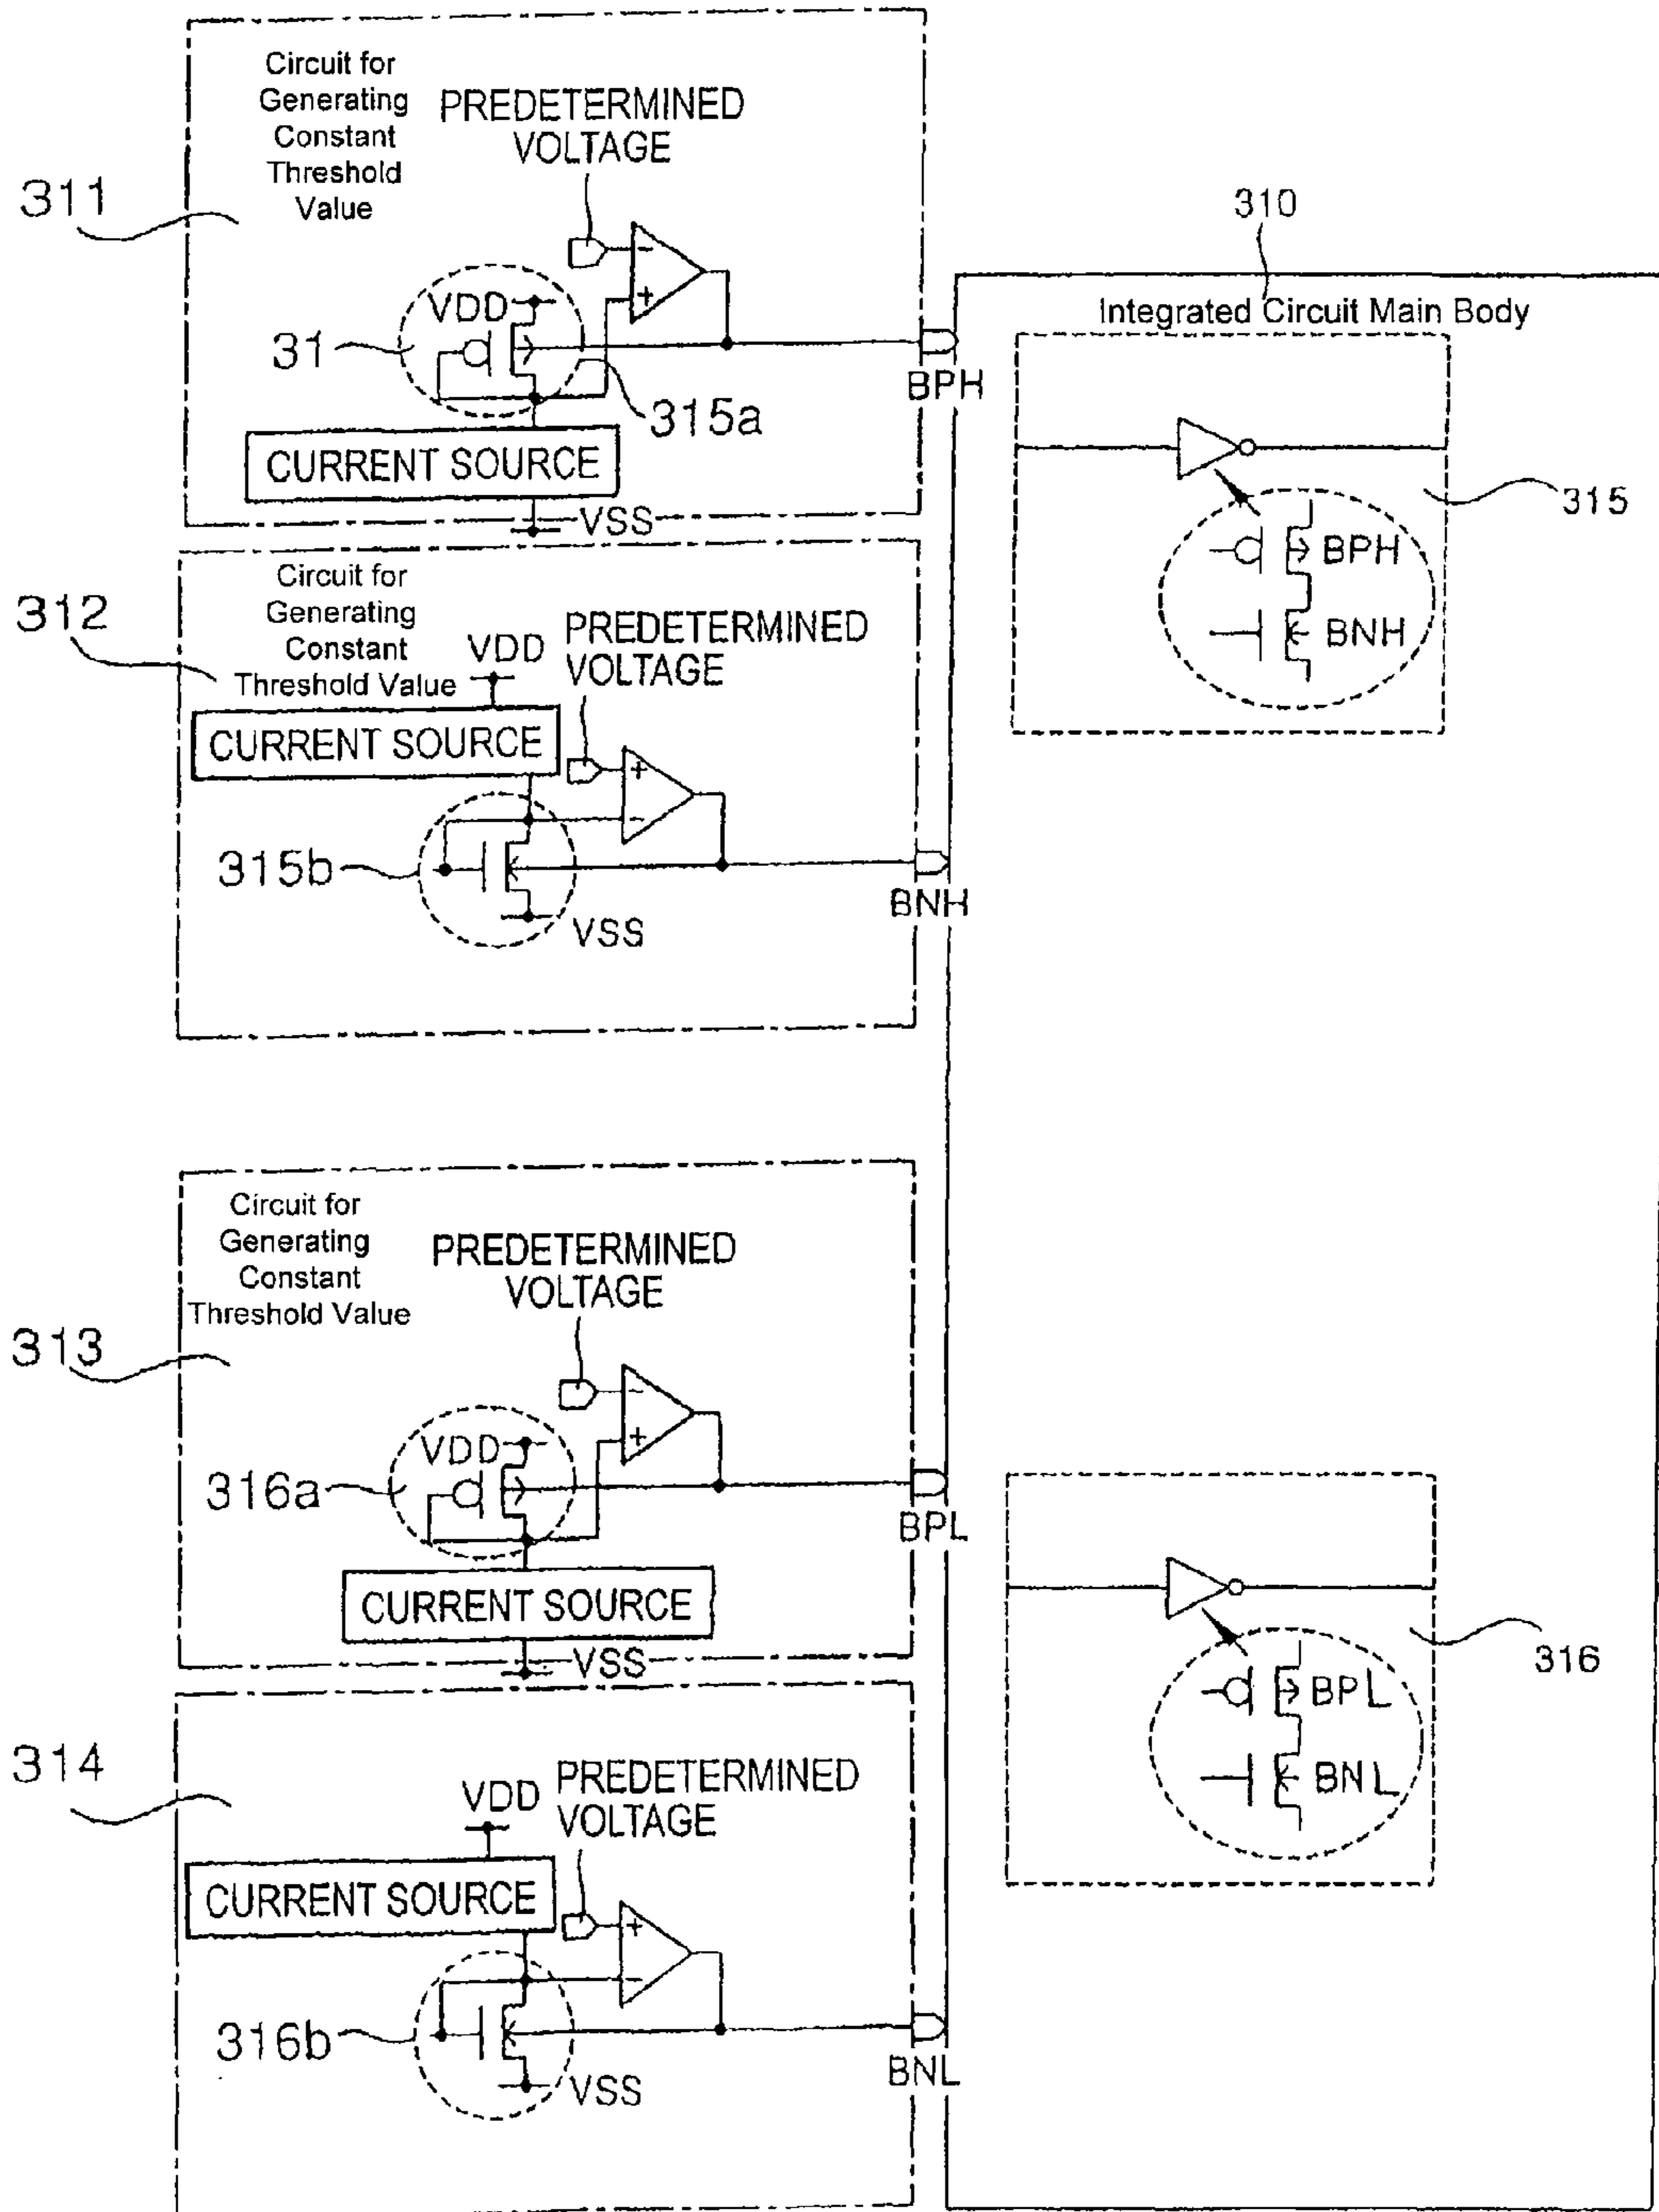 Circuit for
Generating
Constant
Threshold
Value
PREDETERMINED
VOLTAGE
311
VDD
-
+
31
315a
BPH
CURRENT SOURCE
VSS
310
Integrated Circuit Main Body
BPH
BNH
315
Circuit for
Generating
Constant
Threshold Value
312
VDD
PREDETERMINED
VOLTAGE
CURRENT SOURCE
+
-
315b
VSS
BNH
Circuit for
Generating
Constant
Threshold Value
PREDETERMINED
VOLTAGE
313
VDD
-
+
316a
BPL
CURRENT SOURCE
VSS
BPL
BNL
316
314
VDD
PREDETERMINED
VOLTAGE
CURRENT SOURCE
+
-
316b
VSS
BNL